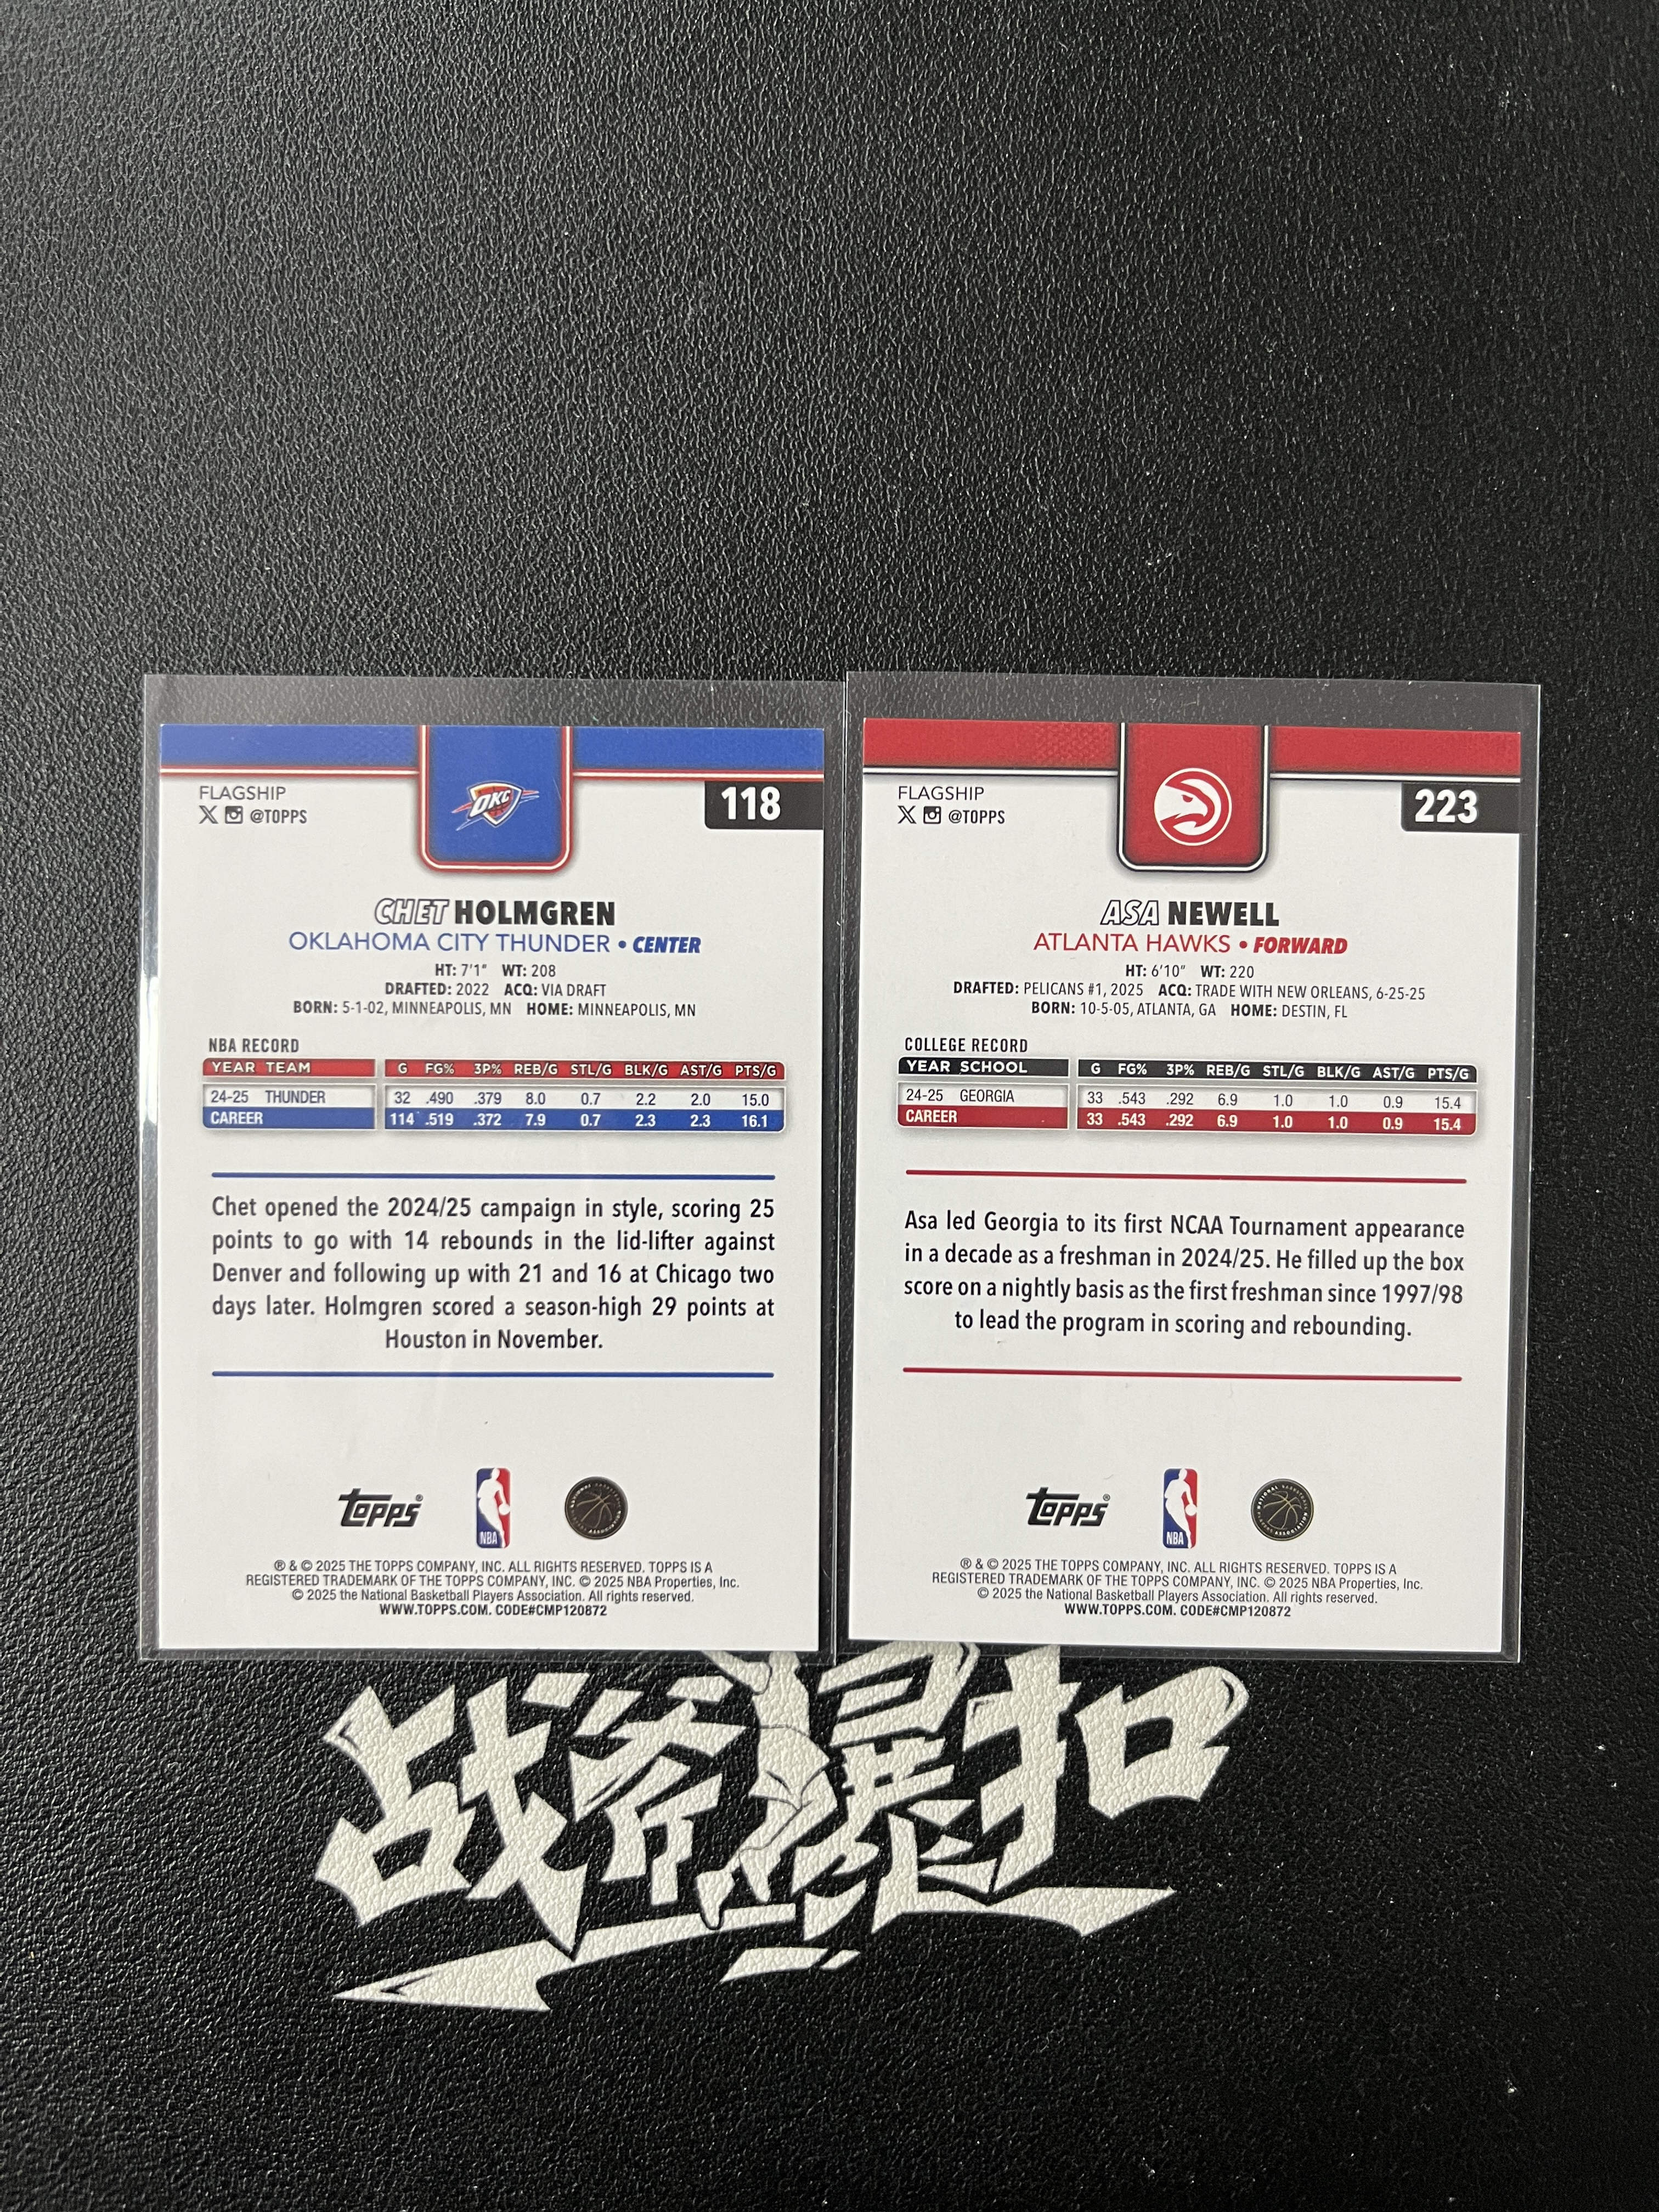 FLAGSHIP
X @TOPPS
118
OKC
CHET HOLMGREN
OKLAHOMA CITY THUNDER • CENTER
HT: 7'1" WT: 208
DRAFTED: 2022 ACQ: VIA DRAFT
BORN: 5-1-02, MINNEAPOLIS, MN HOME: MINNEAPOLIS, MN
NBA RECORD
YEAR TEAM G FG% 3P% REB/G STL/G BLK/G AST/G PTS/G
24-25 THUNDER 32 .490 .379 8.0 0.7 2.2 2.0 15.0
CAREER 114 .519 .372 7.9 0.7 2.3 2.3 16.1
Chet opened the 2024/25 campaign in style, scoring 25
points to go with 14 rebounds in the lid-lifter against
Denver and following up with 21 and 16 at Chicago two
days later. Holmgren scored a season-high 29 points at
Houston in November.
Topps®
NBA
® & © 2025 THE TOPPS COMPANY, INC. ALL RIGHTS RESERVED. TOPPS IS A
REGISTERED TRADEMARK OF THE TOPPS COMPANY, INC. © 2025 NBA Properties, Inc.
© 2025 the National Basketball Players Association. All rights reserved.
WWW.TOPPS.COM. CODE#CMP120872
FLAGSHIP
X @TOPPS
223
ASA NEWELL
ATLANTA HAWKS • FORWARD
HT: 6'10" WT: 220
DRAFTED: PELICANS #1, 2025 ACQ: TRADE WITH NEW ORLEANS, 6-25-25
BORN: 10-5-05, ATLANTA, GA HOME: DESTIN, FL
COLLEGE RECORD
YEAR SCHOOL G FG% 3P% REB/G STL/G BLK/G AST/G PTS/G
24-25 GEORGIA 33 .543 .292 6.9 1.0 1.0 0.9 15.4
CAREER 33 .543 .292 6.9 1.0 1.0 0.9 15.4
Asa led Georgia to its first NCAA Tournament appearance
in a decade as a freshman in 2024/25. He filled up the box
score on a nightly basis as the first freshman since 1997/98
to lead the program in scoring and rebounding.
Topps®
NBA
® & © 2025 THE TOPPS COMPANY, INC. ALL RIGHTS RESERVED. TOPPS IS A
REGISTERED TRADEMARK OF THE TOPPS COMPANY, INC. © 2025 NBA Properties, Inc.
© 2025 the National Basketball Players Association. All rights reserved.
WWW.TOPPS.COM. CODE#CMP120872
战斧爆扣